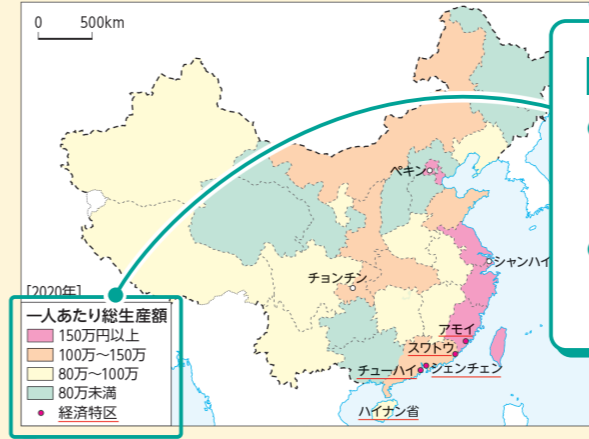 0 500km
ペキン
シャンハイ
チョンチン
[2020年]
一人あたり総生産額
150万円以上
100万〜150万
80万〜100万
80万未満
経済特区
アモイ
スワトウ
チューハイ
シェンチェン
ハイナン省